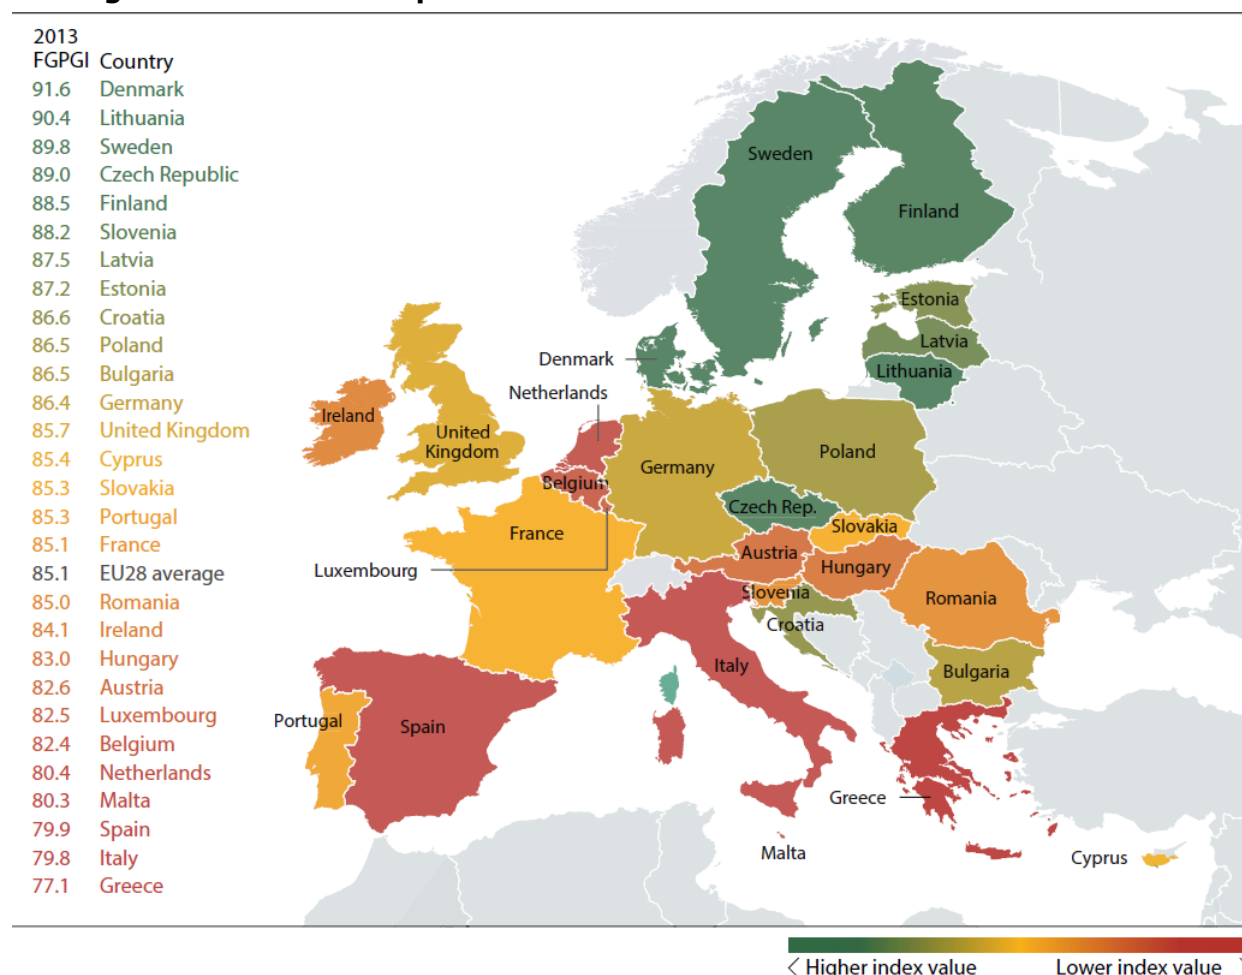 2013
FGPGI Country
91.6 Denmark
90.4 Lithuania
89.8 Sweden
89.0 Czech Republic
88.5 Finland
88.2 Slovenia
87.5 Latvia
87.2 Estonia
86.6 Croatia
86.5 Poland
86.5 Bulgaria
86.4 Germany
85.7 United Kingdom
85.4 Cyprus
85.3 Slovakia
85.3 Portugal
85.1 France
85.1 EU28 average
85.0 Romania
84.1 Ireland
83.0 Hungary
82.6 Austria
82.5 Luxembourg
82.4 Belgium
80.4 Netherlands
80.3 Malta
79.9 Spain
79.8 Italy
77.1 Greece
Sweden
Finland
Estonia
Latvia
Lithuania
Denmark
Netherlands
Ireland
United
Kingdom
Belgium
Germany
Poland
Czech Rep.
Slovakia
France
Luxembourg
Austria
Hungary
Slovenia
Croatia
Romania
Bulgaria
Italy
Portugal
Spain
Greece
Malta
Cyprus
< Higher index value
Lower index value